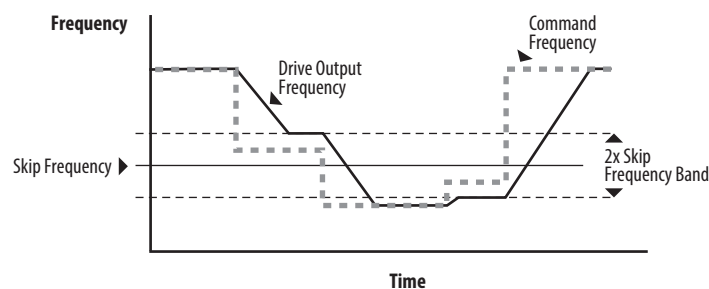 Frequency
Command
Frequency
Drive Output
Frequency
Skip Frequency
2x Skip
Frequency Band
Time